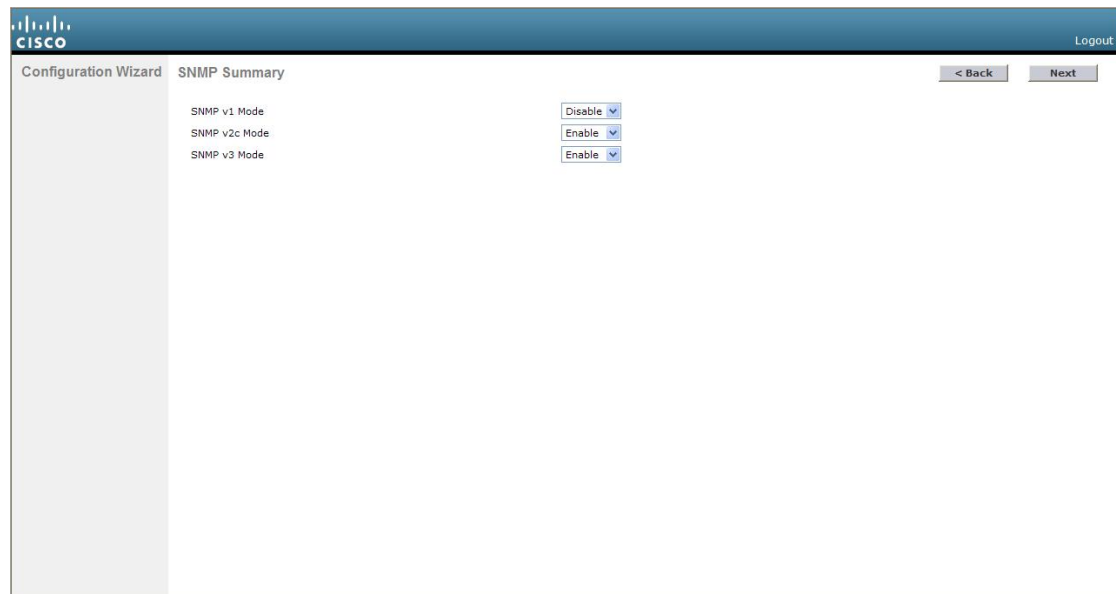 CISCO
Logout
Configuration Wizard
SNMP Summary
< Back
Next
SNMP v1 Mode
Disable
SNMP v2c Mode
Enable
SNMP v3 Mode
Enable